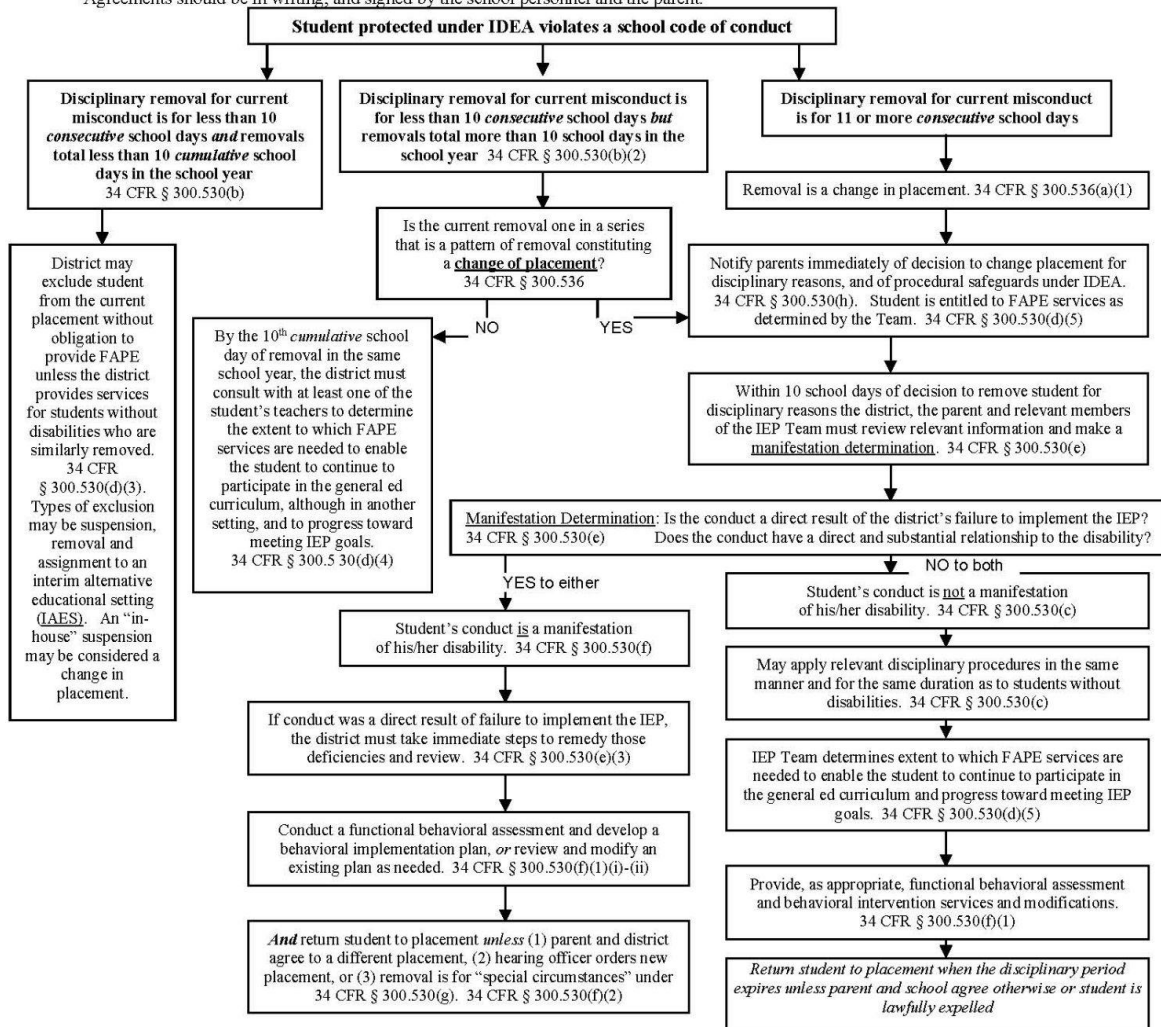 Agreements should be in writing, and signed by the school personnel and the parent.
Student protected under IDEA violates a school code of conduct
Disciplinary removal for current
misconduct is for less than 10
consecutive school days and removals
total less than 10 cumulative school
days in the school year
34 CFR § 300.530(b)
Disciplinary removal for current misconduct is
for less than 10 consecutive school days but
removals total more than 10 school days in the
school year 34 CFR § 300.530(b)(2)
Disciplinary removal for current misconduct
is for 11 or more consecutive school days
Removal is a change in placement. 34 CFR § 300.536(a)(1)
Is the current removal one in a series
that is a pattern of removal constituting
a change of placement?
34 CFR § 300.536
NO
YES
District may
exclude student
from the current
placement without
obligation to
provide FAPE
unless the district
provides services
for students without
disabilities who are
similarly removed.
34 CFR
§ 300.530(d)(3).
Types of exclusion
may be suspension,
removal and
assignment to an
interim alternative
educational setting
(IAES). An “in-
house” suspension
may be considered a
change in
placement.
By the 10th cumulative school
day of removal in the same
school year, the district must
consult with at least one of the
student’s teachers to determine
the extent to which FAPE
services are needed to enable
the student to continue to
participate in the general ed
curriculum, although in another
setting, and to progress toward
meeting IEP goals.
34 CFR § 300.5 30(d)(4)
Notify parents immediately of decision to change placement for
disciplinary reasons, and of procedural safeguards under IDEA.
34 CFR § 300.530(h). Student is entitled to FAPE services as
determined by the Team. 34 CFR § 300.530(d)(5)
Within 10 school days of decision to remove student for
disciplinary reasons the district, the parent and relevant members
of the IEP Team must review relevant information and make a
manifestation determination. 34 CFR § 300.530(e)
Manifestation Determination: Is the conduct a direct result of the district’s failure to implement the IEP?
34 CFR § 300.530(e) Does the conduct have a direct and substantial relationship to the disability?
YES to either
NO to both
Student’s conduct is a manifestation
of his/her disability. 34 CFR § 300.530(f)
If conduct was a direct result of failure to implement the IEP,
the district must take immediate steps to remedy those
deficiencies and review. 34 CFR § 300.530(e)(3)
Conduct a functional behavioral assessment and develop a
behavioral implementation plan, or review and modify an
existing plan as needed. 34 CFR § 300.530(f)(1)(i)-(ii)
And return student to placement unless (1) parent and district
agree to a different placement, (2) hearing officer orders new
placement, or (3) removal is for “special circumstances” under
34 CFR § 300.530(g). 34 CFR § 300.530(f)(2)
Student’s conduct is not a manifestation
of his/her disability. 34 CFR § 300.530(c)
May apply relevant disciplinary procedures in the same
manner and for the same duration as to students without
disabilities. 34 CFR § 300.530(c)
IEP Team determines extent to which FAPE services are
needed to enable the student to continue to participate in
the general ed curriculum and progress toward meeting IEP
goals. 34 CFR § 300.530(d)(5)
Provide, as appropriate, functional behavioral assessment
and behavioral intervention services and modifications.
34 CFR § 300.530(f)(1)
Return student to placement when the disciplinary period
expires unless parent and school agree otherwise or student is
lawfully expelled